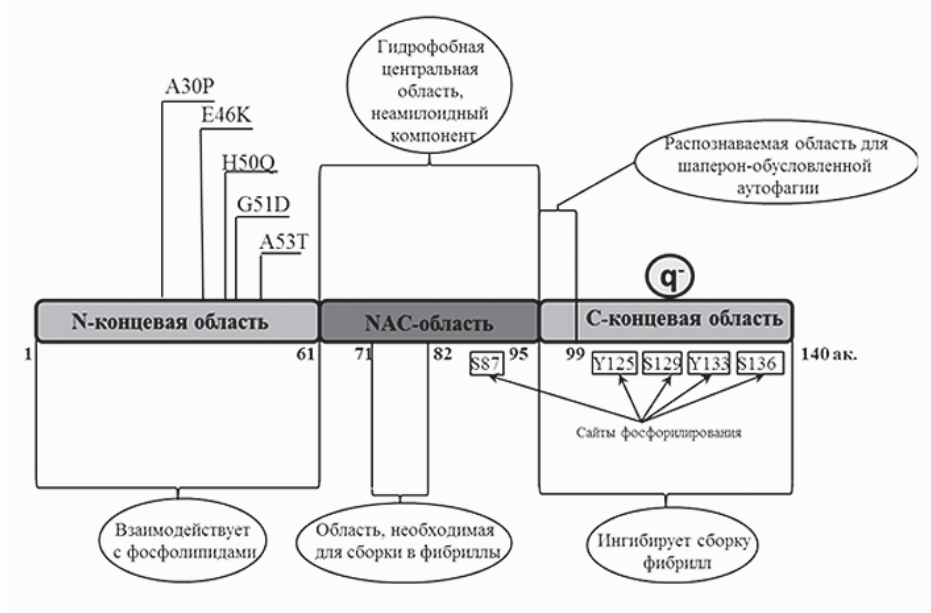 Гидрофобная
центральная
область,
неамилоидный
компонент
A30P
E46K
H50Q
G51D
A53T
Распознаваемая область для
шаперон-обусловленной
аутофагии
q⁻
N-концевая область
NAC-область
C-концевая область
1
61
71
82
95
99
140 ак.
S87
Y125
S129
Y133
S136
Сайты фосфорилирования
Взаимодействует
с фосфолипидами
Область, необходимая
для сборки в фибриллы
Ингибирует сборку
фибрилл